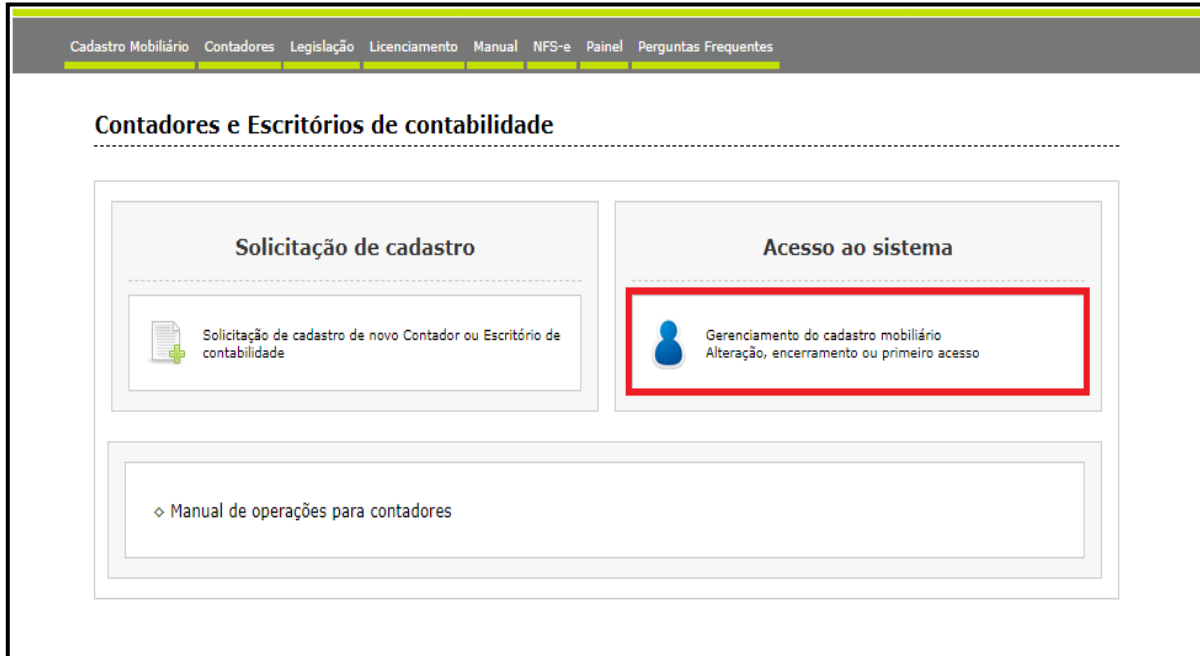 Cadastro Mobiliário Contadores Legislação Licenciamento Manual NFS-e Painel Perguntas Frequentes
Contadores e Escritórios de contabilidade
Solicitação de cadastro
Solicitação de cadastro de novo Contador ou Escritório de
contabilidade
Acesso ao sistema
Gerenciamento do cadastro mobiliário
Alteração, encerramento ou primeiro acesso
Manual de operações para contadores